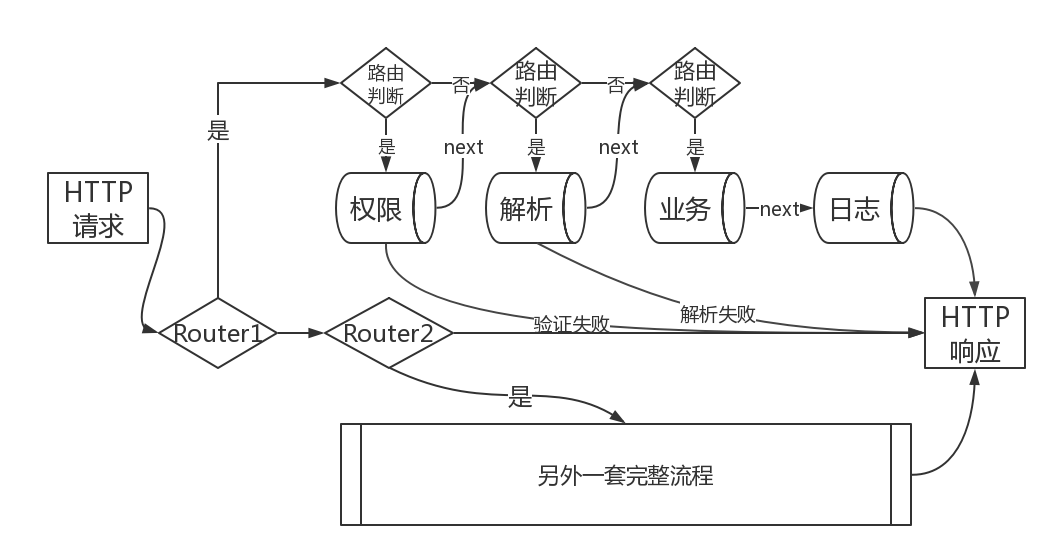 路由
判断
否
路由
判断
否
路由
判断
是
是
next
是
next
是
HTTP
请求
权限
解析
业务
next
日志
Router1
Router2
验证失败
解析失败
HTTP
响应
是
另外一套完整流程